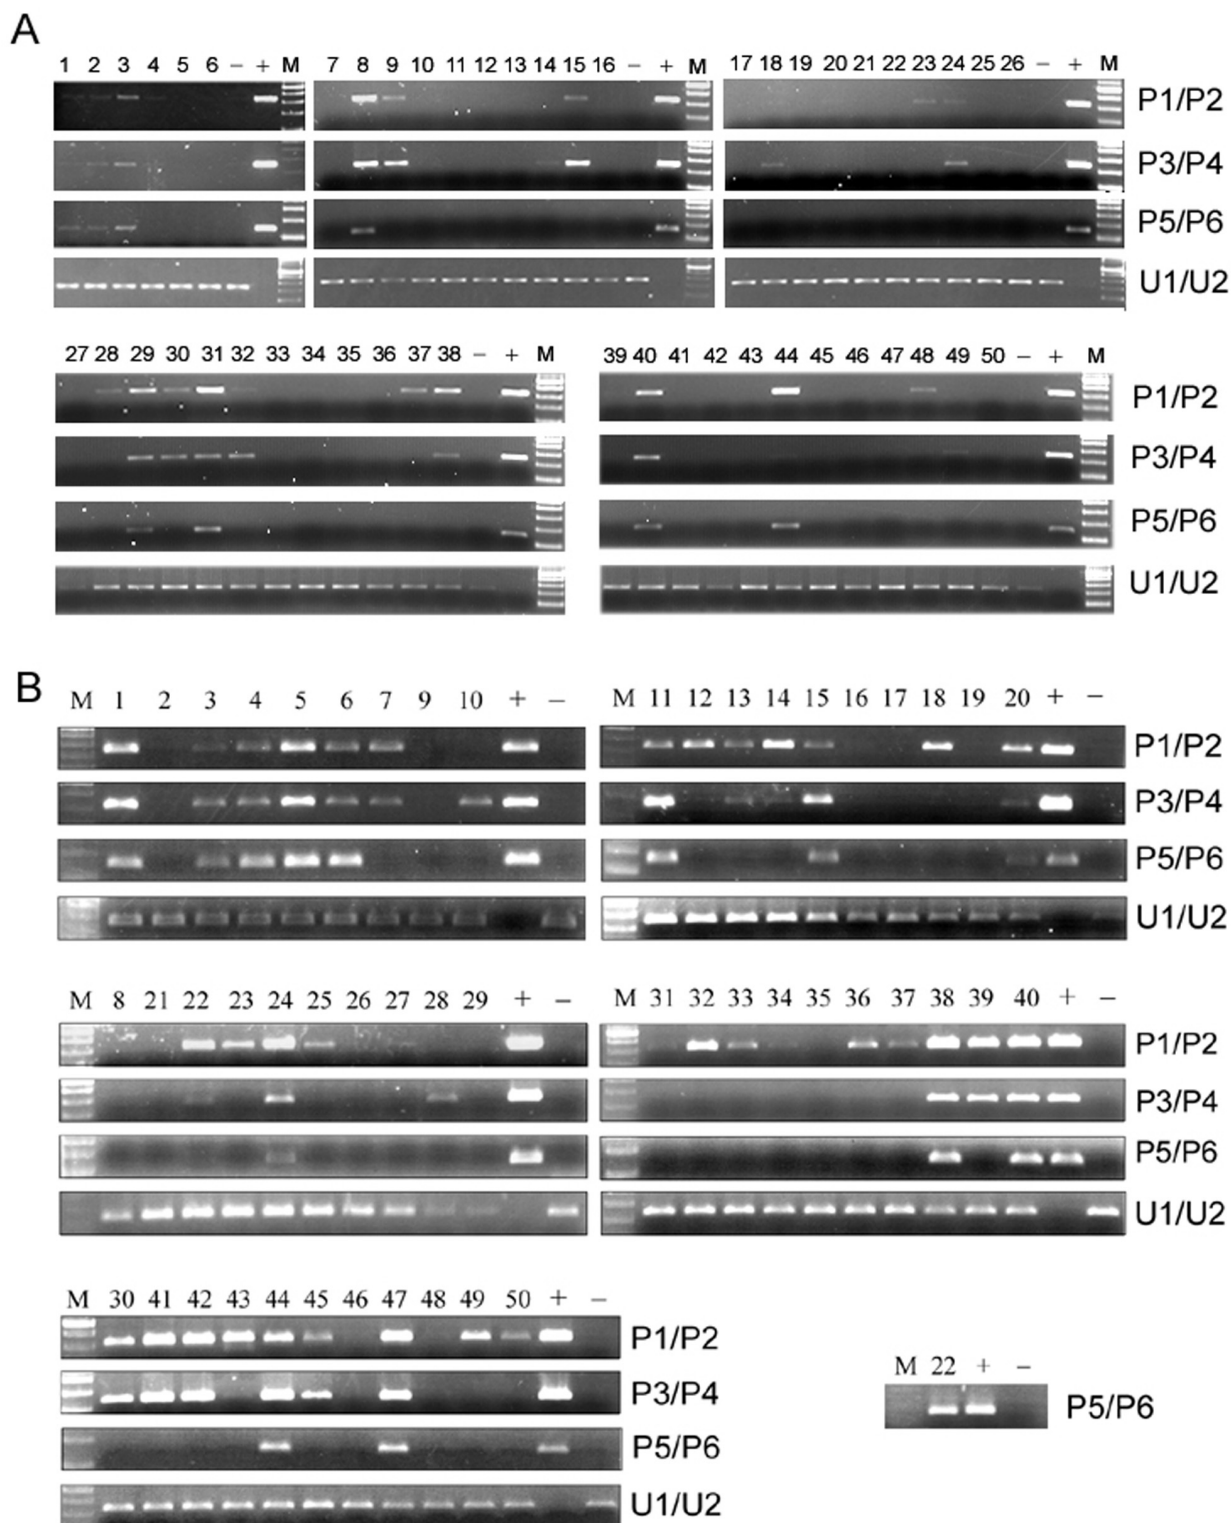 A
1 2 3 4 5 6 − + M
7 8 9 10 11 12 13 14 15 16 − + M
17 18 19 20 21 22 23 24 25 26 − + M
P1/P2
P3/P4
P5/P6
U1/U2
27 28 29 30 31 32 33 34 35 36 37 38 − + M
39 40 41 42 43 44 45 46 47 48 49 50 − + M
P1/P2
P3/P4
P5/P6
U1/U2
B
M 1 2 3 4 5 6 7 9 10 + −
M 11 12 13 14 15 16 17 18 19 20 + −
P1/P2
P3/P4
P5/P6
U1/U2
M 8 21 22 23 24 25 26 27 28 29 + −
M 31 32 33 34 35 36 37 38 39 40 + −
P1/P2
P3/P4
P5/P6
U1/U2
M 30 41 42 43 44 45 46 47 48 49 50 + −
P1/P2
P3/P4
P5/P6
U1/U2
M 22 + −
P5/P6